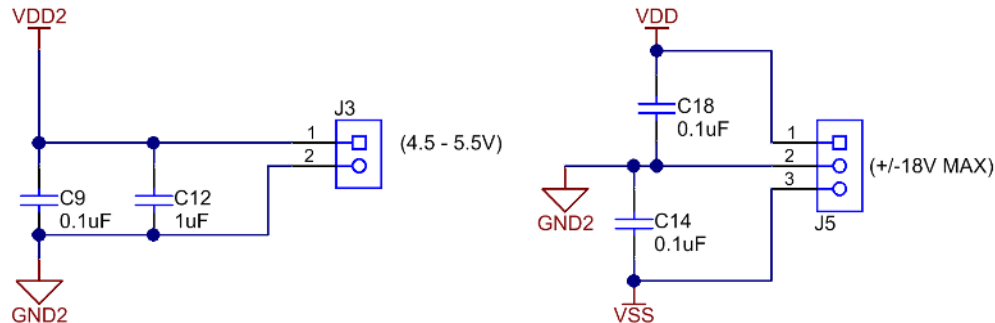 VDD2
J3
1
2
(4.5 - 5.5V)
C9
0.1uF
C12
1uF
GND2
VDD
C18
0.1uF
1
2
3
(+/-18V MAX)
J5
GND2
C14
0.1uF
VSS